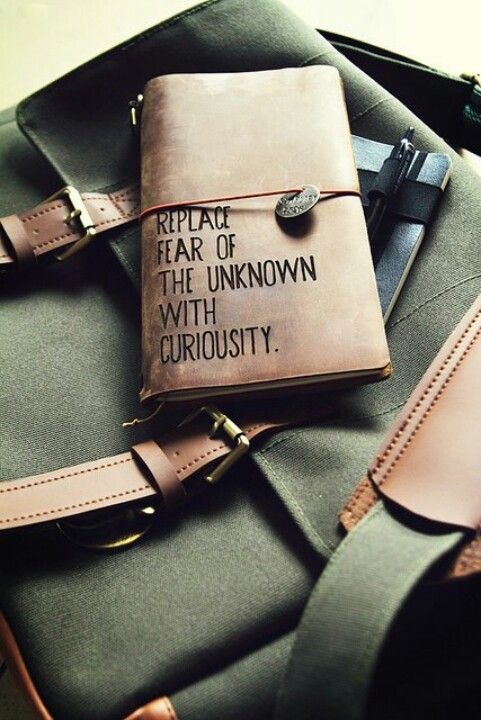 REPLACE
FEAR OF
THE UNKNOWN
WITH
CURIOUSITY.